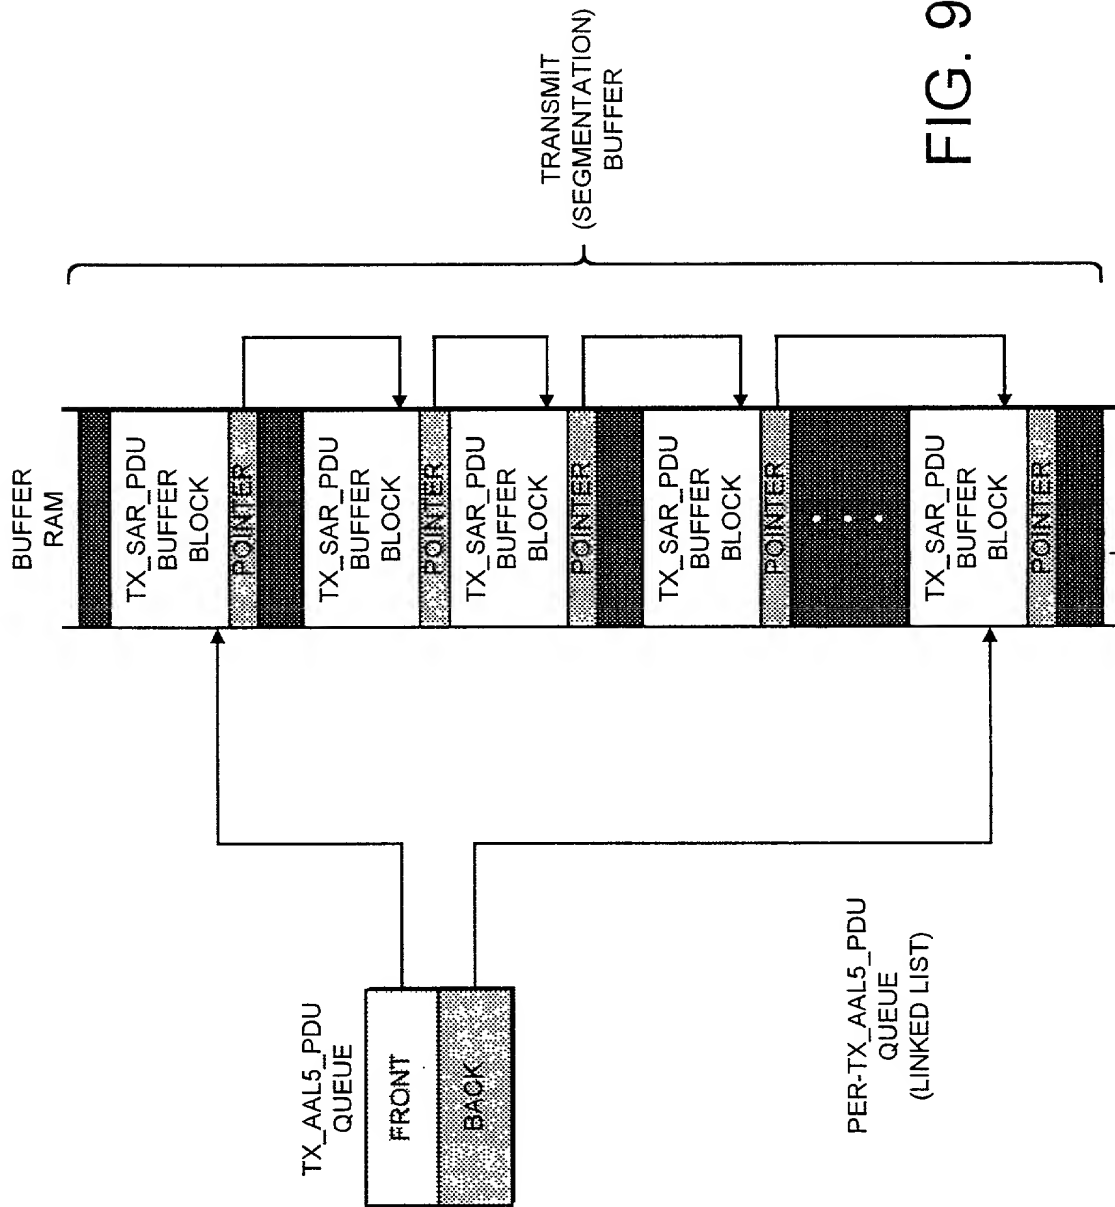 BUFFER
RAM
TX_SAR_PDU
BUFFER
BLOCK
POINTER
TX_SAR_PDU
BUFFER
BLOCK
POINTER
TX_SAR_PDU
BUFFER
BLOCK
POINTER
TX_SAR_PDU
BUFFER
BLOCK
POINTER
TX_SAR_PDU
BUFFER
BLOCK
POINTER
TRANSMIT
(SEGMENTATION)
BUFFER
TX_AAL5_PDU
QUEUE
FRONT
BACK
PER-TX_AAL5_PDU
QUEUE
(LINKED LIST)
FIG. 9